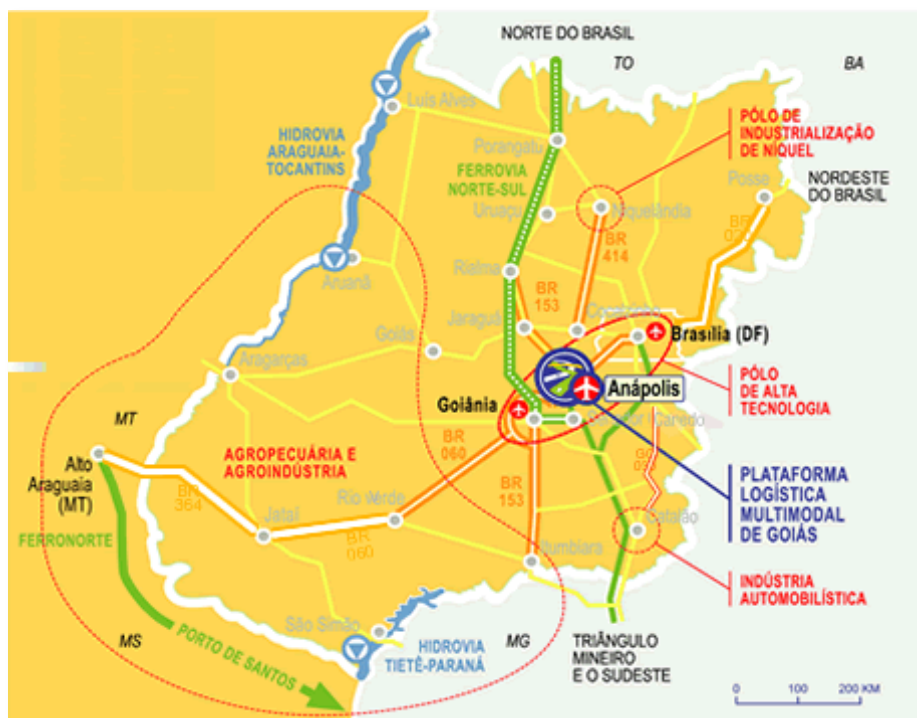 NORTE DO BRASIL
TO
BA
Luís Alves
HIDROVIA
ARAGUAIA-
TOCANTINS
Porangatu
PÓLO DE
INDUSTRIALIZAÇÃO
DE NÍQUEL
FERROVIA
NORTE-SUL
Uruaçu
Niquelândia
Posse
NORDESTE
DO BRASIL
BR
414
BR
Aruanã
Rialma
BR
153
Jaraguá
Goiás
Brasília (DF)
Aragarças
Anápolis
PÓLO
DE ALTA
TECNOLOGIA
Goiânia
Canedo
MT
Alto
Araguaia
(MT)
AGROPECUÁRIA E
AGROINDÚSTRIA
BR
060
BR
153
GO
PLATAFORMA
LOGÍSTICA
MULTIMODAL
DE GOIÁS
BR
364
Rio Verde
Jataí
BR
060
Catalão
FERRONORTE
Itumbiara
INDÚSTRIA
AUTOMOBILÍSTICA
São Simão
MS
PORTO DE SANTOS
HIDROVIA
TIETÊ-PARANÁ
MG
TRIÂNGULO
MINEIRO
E O SUDESTE
0 100 200 KM